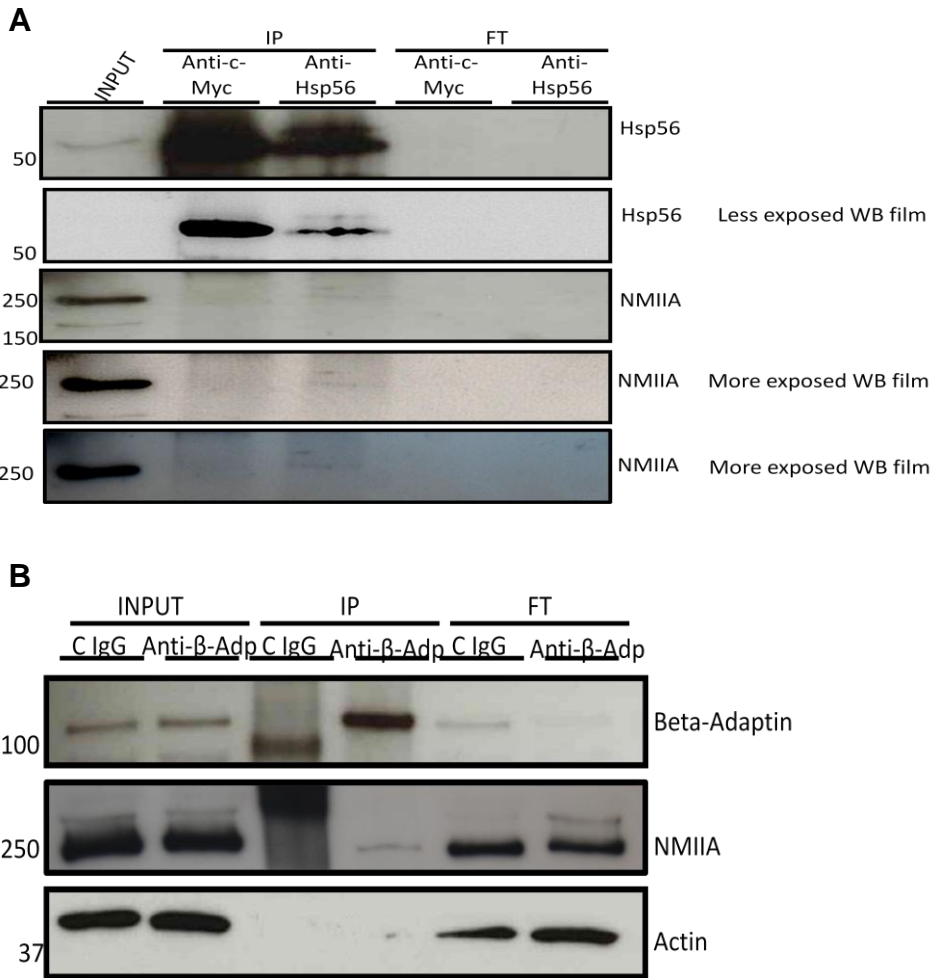 A
IP FT
INPUT Anti-c-Myc Anti-Hsp56 Anti-c-Myc Anti-Hsp56
Hsp56
50
Hsp56 Less exposed WB film
50
250 NMIIA
150
250 NMIIA More exposed WB film
250 NMIIA More exposed WB film
B
INPUT IP FT
C IgG Anti-β-Adp C IgG Anti-β-Adp C IgG Anti-β-Adp
Beta-Adaptin
100
250 NMIIA
Actin
37